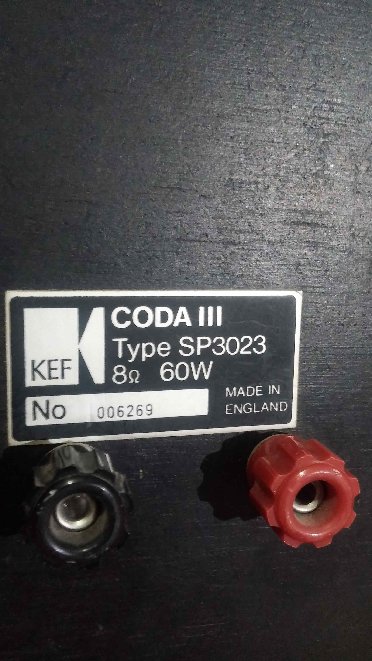 KEF
CODA III
Type SP3023
8Ω 60W
No 006269
MADE IN
ENGLAND